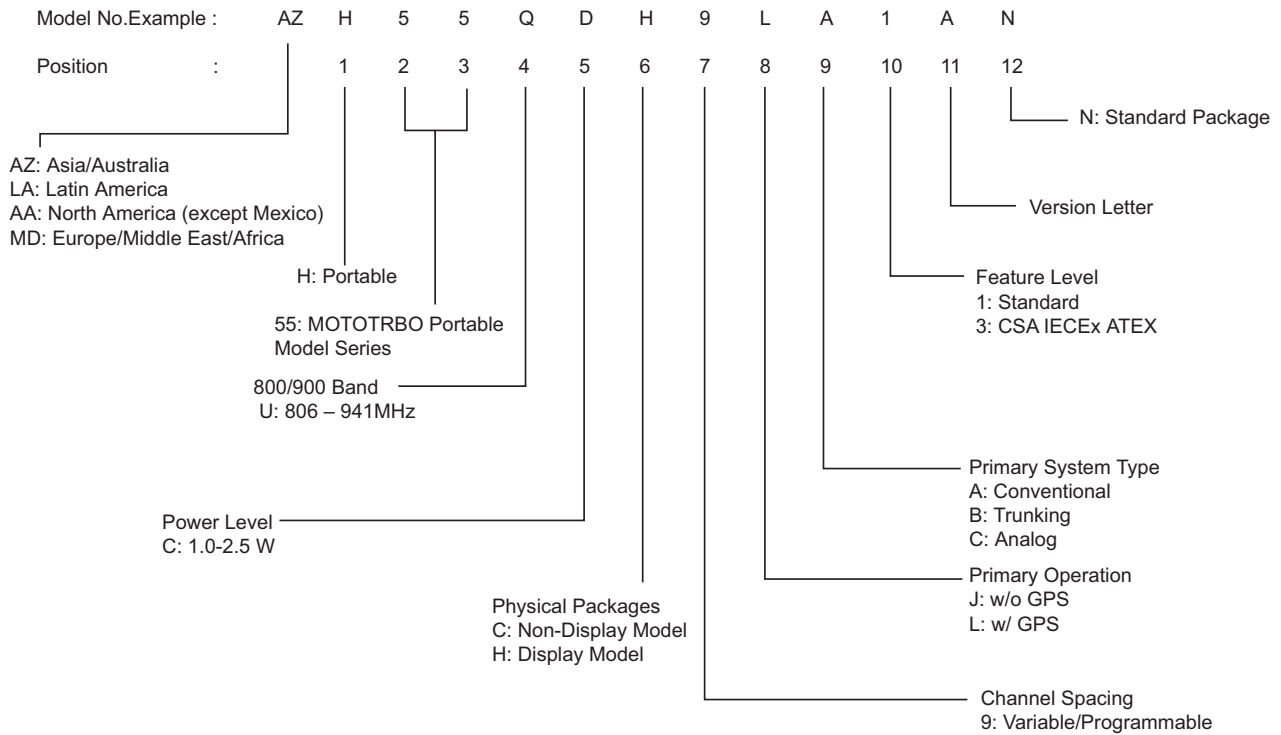 Model No.Example : AZ H 5 5 Q D H 9 L A 1 A N
Position : 1 2 3 4 5 6 7 8 9 10 11 12
N: Standard Package
AZ: Asia/Australia
LA: Latin America
AA: North America (except Mexico)
MD: Europe/Middle East/Africa
Version Letter
H: Portable
Feature Level
1: Standard
3: CSA IECEx ATEX
55: MOTOTRBO Portable
Model Series
800/900 Band
U: 806 – 941MHz
Primary System Type
A: Conventional
B: Trunking
C: Analog
Power Level
C: 1.0-2.5 W
Primary Operation
J: w/o GPS
L: w/ GPS
Physical Packages
C: Non-Display Model
H: Display Model
Channel Spacing
9: Variable/Programmable